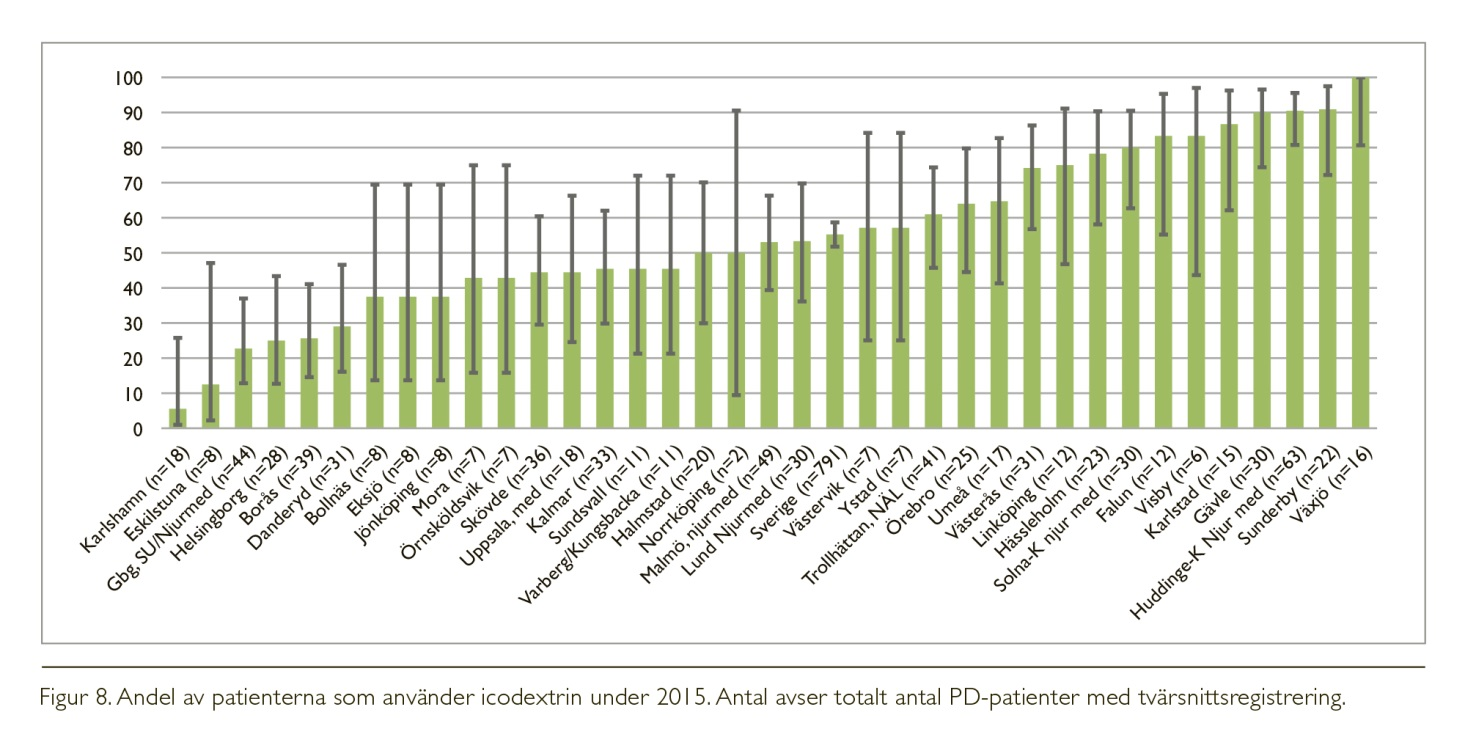 100
90
80
70
60
50
40
30
20
10
0
Karlshamn (n=18)
Eskilstuna (n=8)
Gbg, SU/Njurmed (n=44)
Helsingborg (n=28)
Borås (n=39)
Danderyd (n=31)
Bollnäs (n=8)
Eksjö (n=8)
Jönköping (n=8)
Mora (n=7)
Örnsköldsvik (n=7)
Skövde (n=36)
Uppsala, med (n=18)
Kalmar (n=33)
Sundsvall (n=11)
Varberg/Kungsbacka (n=11)
Halmstad (n=20)
Norrköping (n=2)
Malmö, njurmed (n=49)
Lund Njurmed (n=30)
Sverige (n=791)
Västervik (n=7)
Ystad (n=7)
Trollhättan, NÄL (n=41)
Örebro (n=25)
Umeå (n=17)
Västerås (n=31)
Linköping (n=12)
Hässleholm (n=23)
Solna-K njur med (n=30)
Falun (n=12)
Visby (n=6)
Karlstad (n=15)
Gävle (n=30)
Huddinge-K Njur med (n=63)
Sunderby (n=22)
Växjö (n=16)
Figur 8. Andel av patienterna som använder icodextrin under 2015. Antal avser totalt antal PD-patienter med tvärsnittsregistrering.